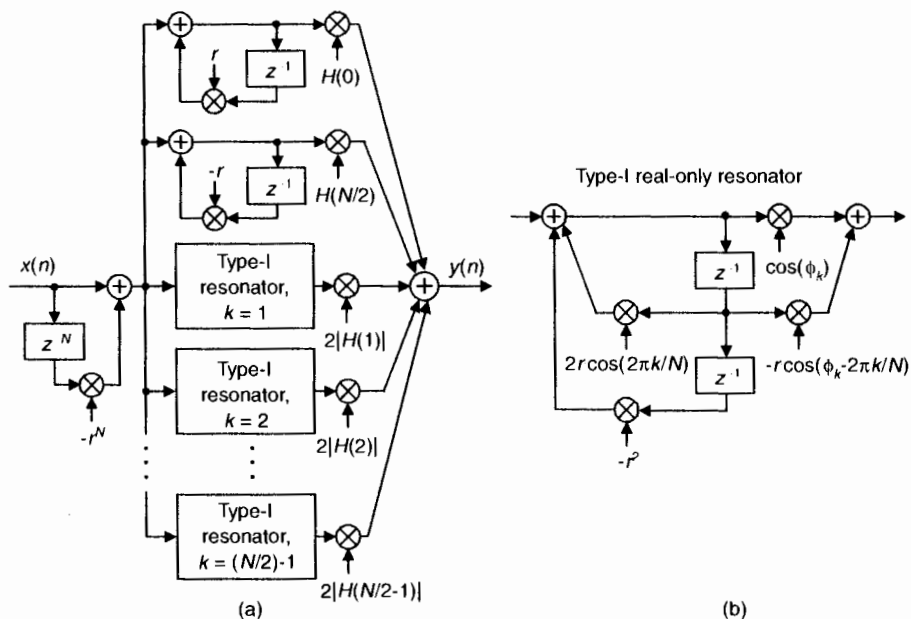 r
z⁻¹
H(0)
-r
z⁻¹
H(N/2)
x(n)
z⁻ᴺ
-rᴺ
Type-I
resonator,
k = 1
2|H(1)|
y(n)
Type-I
resonator,
k = 2
2|H(2)|
Type-I
resonator,
k = (N/2)-1
2|H(N/2-1)|
(a)
Type-I real-only resonator
z⁻¹
cos(ϕₖ)
2rcos(2πk/N)
-rcos(ϕₖ-2πk/N)
z⁻¹
-r²
(b)